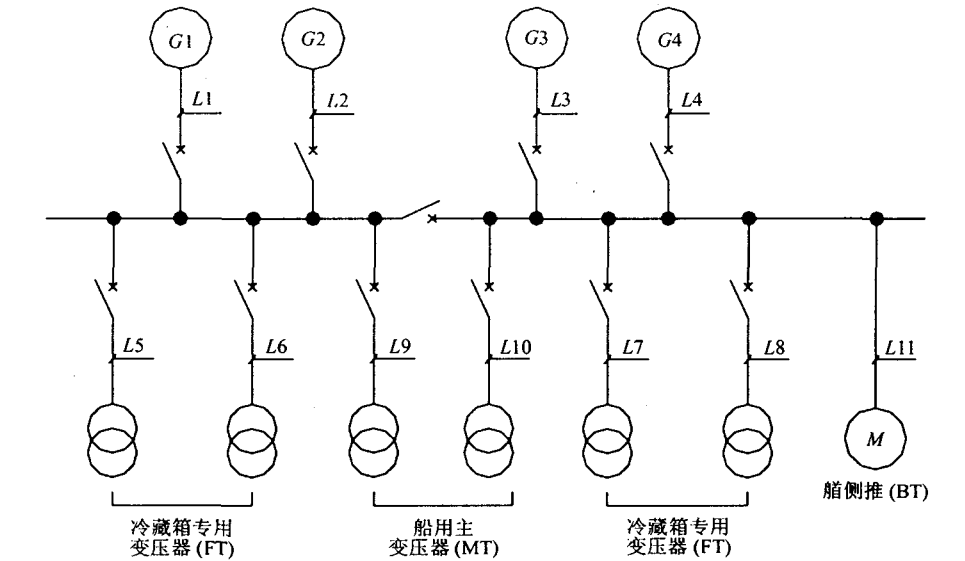 G1
G2
G3
G4
L1
L2
L3
L4
L5
L6
L9
L10
L7
L8
L11
M
艏侧推 (BT)
冷藏箱专用
变压器 (FT)
船用主
变压器 (MT)
冷藏箱专用
变压器 (FT)